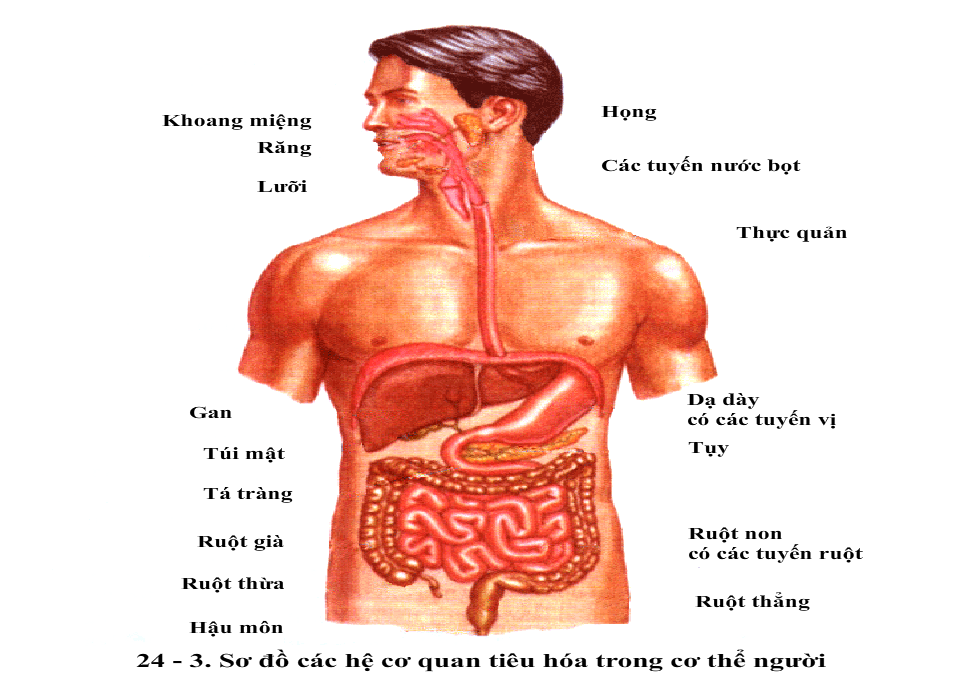 Khoang miệng
Răng
Lưỡi
Họng
Các tuyến nước bọt
Thực quản
Gan
Túi mật
Tá tràng
Ruột già
Ruột thừa
Hậu môn
Dạ dày
có các tuyến vị
Tụy
Ruột non
có các tuyến ruột
Ruột thẳng
24 - 3. Sơ đồ các hệ cơ quan tiêu hóa trong cơ thể người